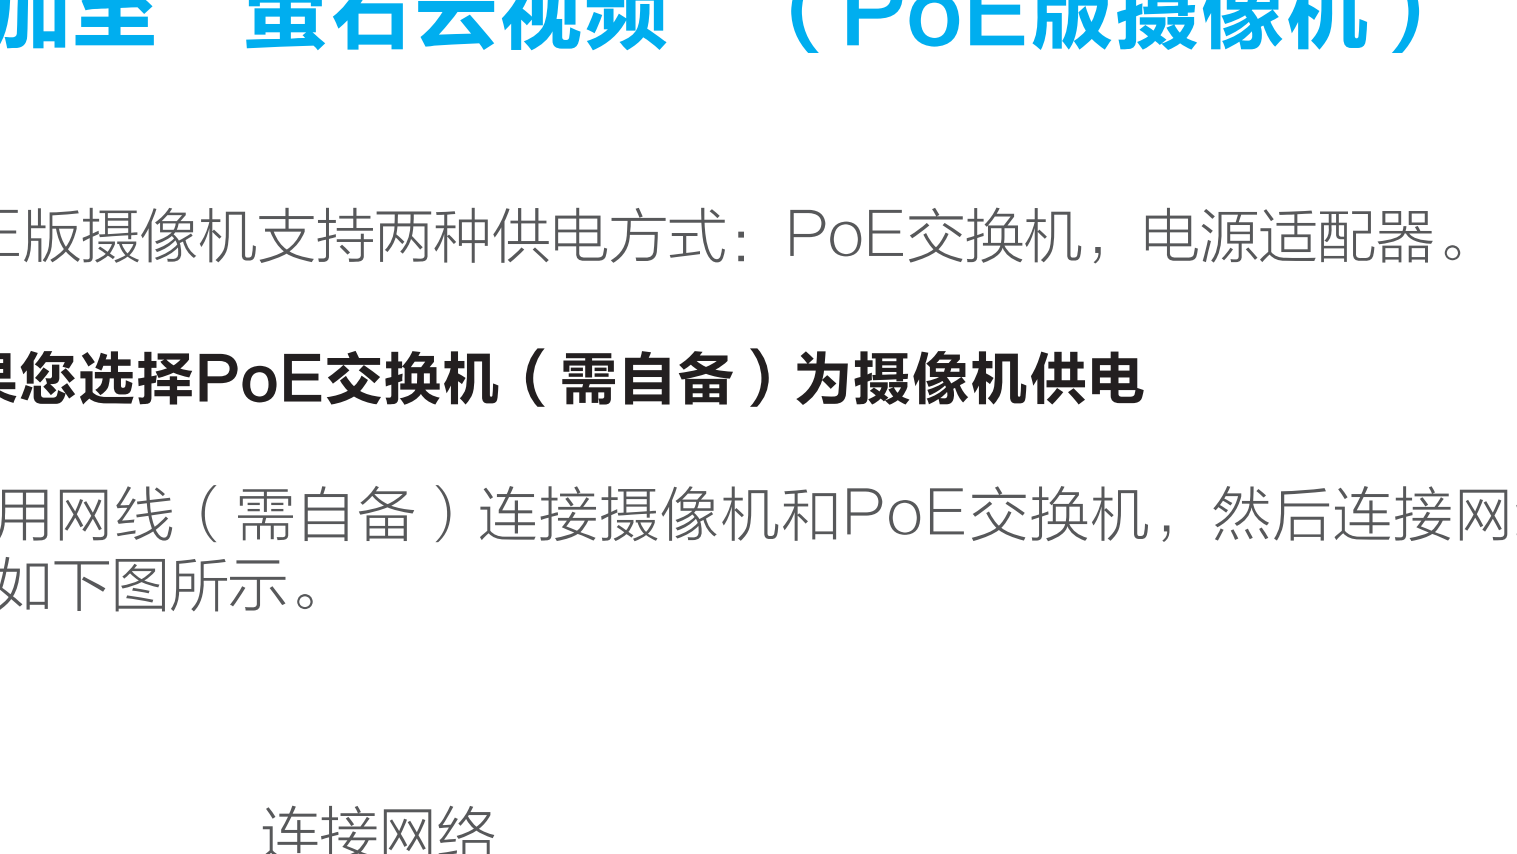 加至 萤石云视频 （PoE版摄像机）
E版摄像机支持两种供电方式：PoE交换机，电源适配器。
果您选择PoE交换机（需自备）为摄像机供电
用网线（需自备）连接摄像机和PoE交换机，然后连接网
如下图所示。
连接网络